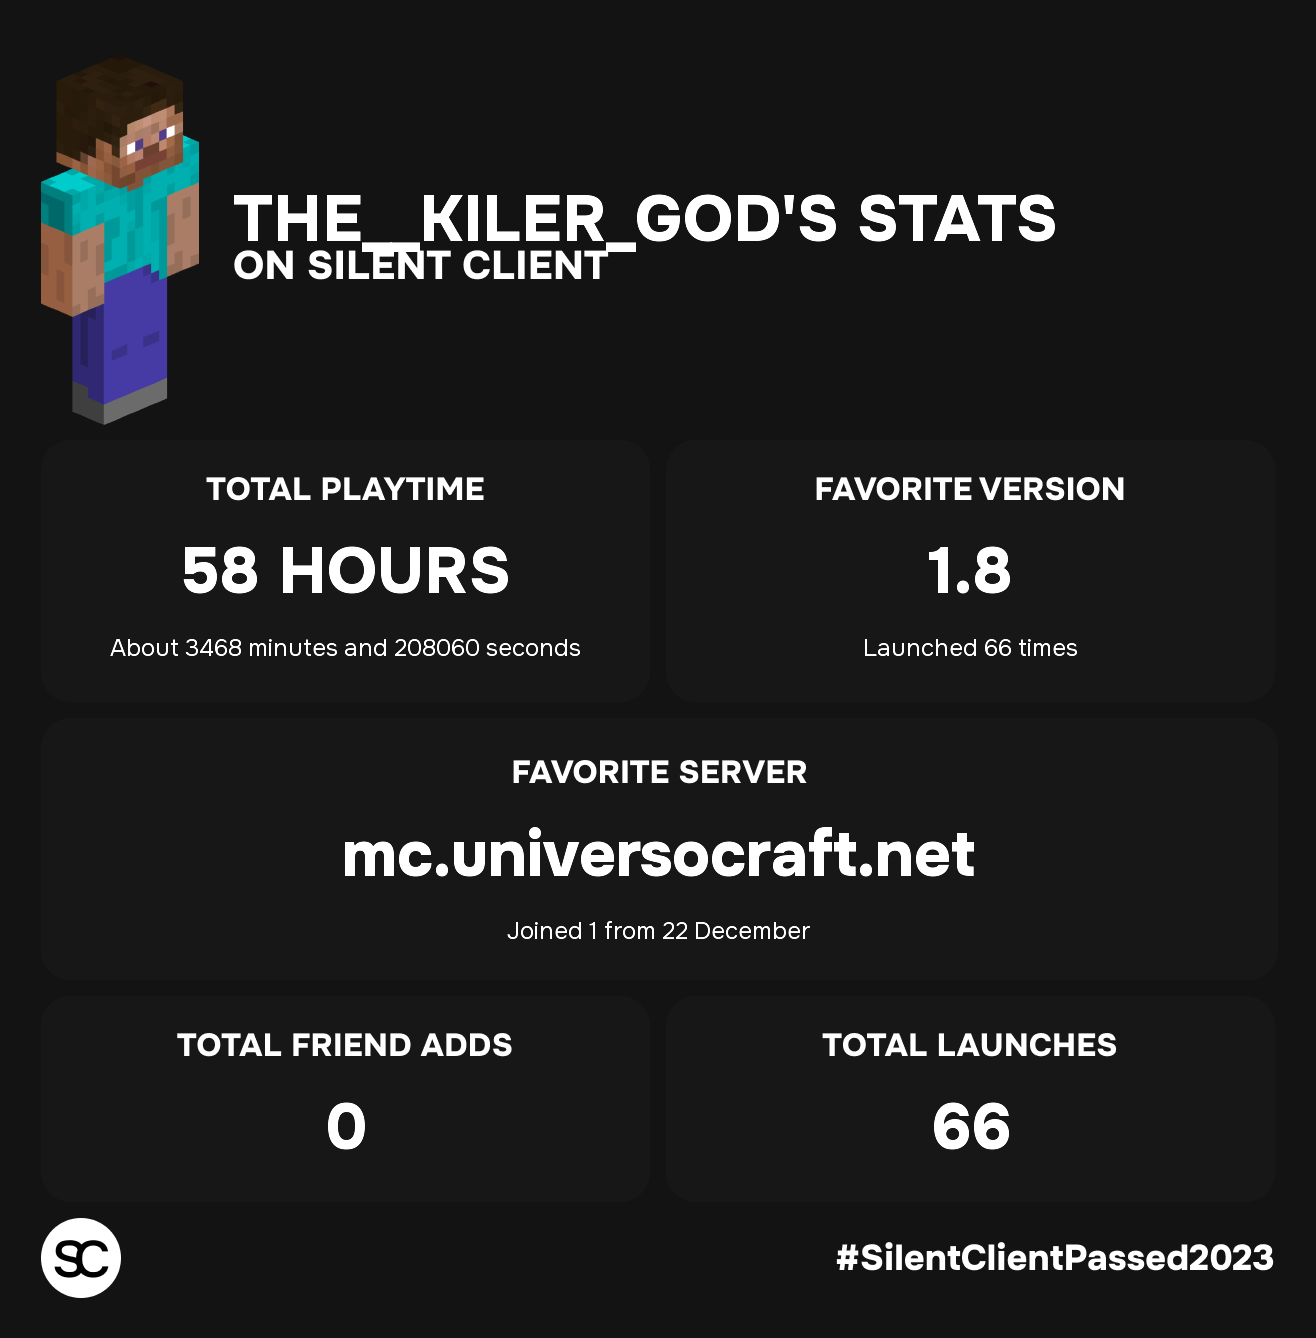 THE__KILER_GOD'S STATS
ON SILENT CLIENT
TOTAL PLAYTIME
58 HOURS
About 3468 minutes and 208060 seconds
FAVORITE VERSION
1.8
Launched 66 times
FAVORITE SERVER
mc.universocraft.net
Joined 1 from 22 December
TOTAL FRIEND ADDS
0
TOTAL LAUNCHES
66
SC
#SilentClientPassed2023